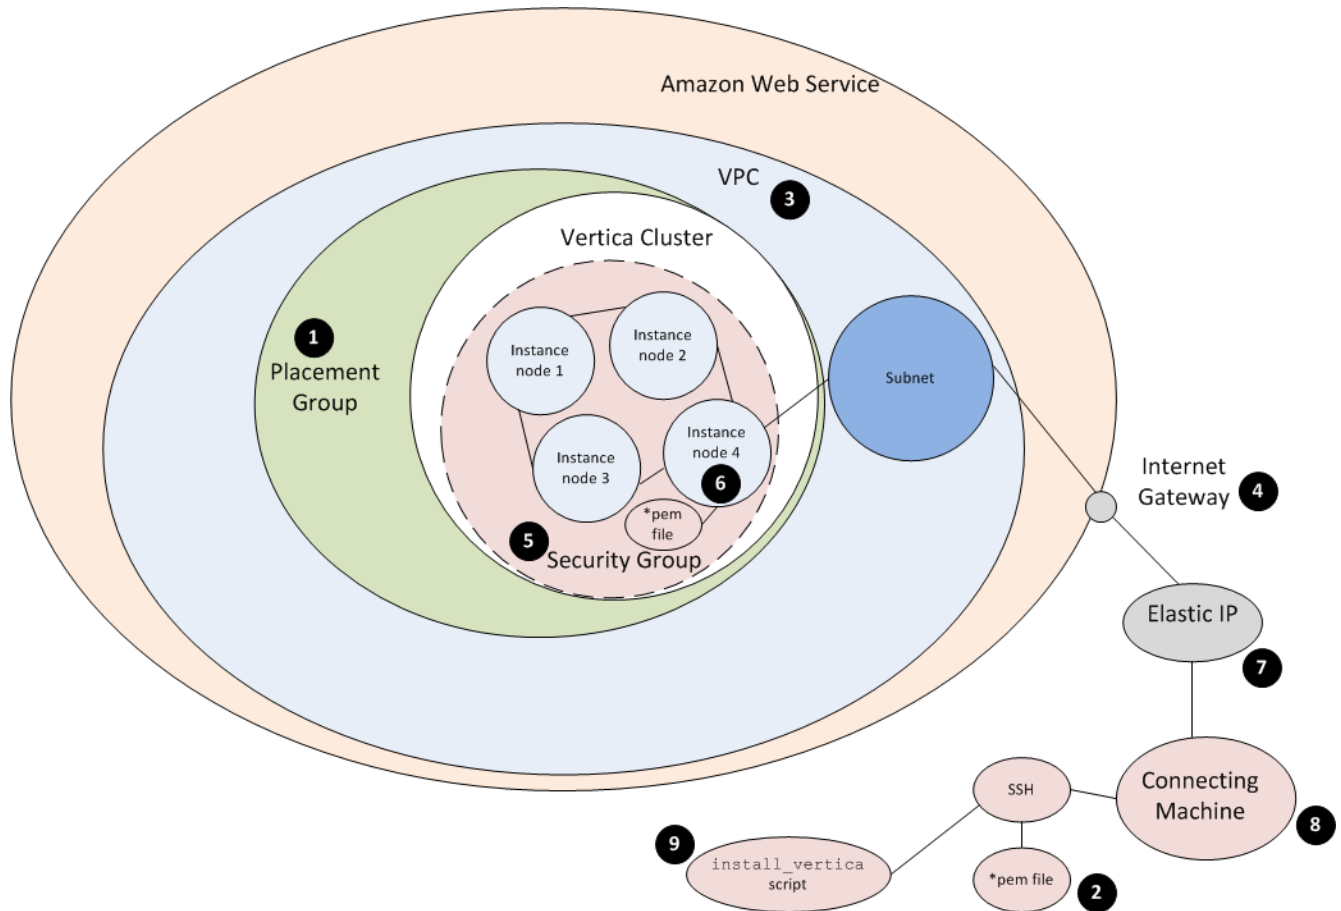 Amazon Web Service
VPC
3
Vertica Cluster
1
Placement
Group
Instance
node 1
Instance
node 2
Subnet
Instance
node 3
Instance
node 4
6
*pem
file
5
Security Group
Internet
Gateway
4
Elastic IP
7
Connecting
Machine
8
SSH
9
install_vertica
script
*pem file
2